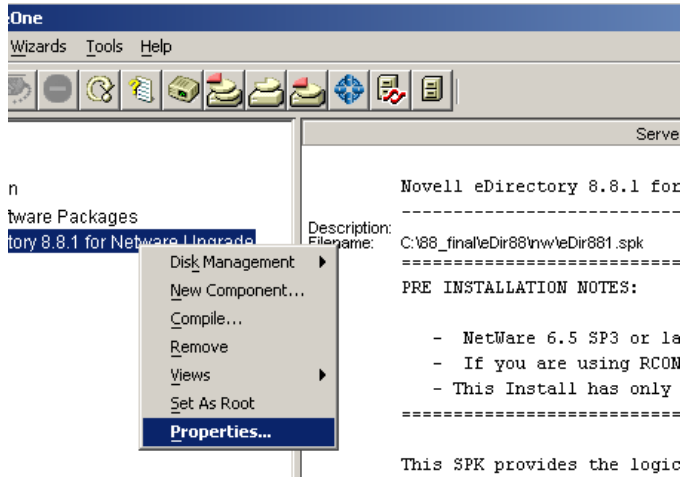 eOne
Wizards Tools Help
Serve
n
tware Packages
tory 8.8.1 for Netware Upgrade
Disk Management
New Component...
Compile...
Remove
Views
Set As Root
Properties...
Novell eDirectory 8.8.1 for
----------------------------
Description:
Filename: C:\88_final\eDir88\nw\eDir881.spk
============================
PRE INSTALLATION NOTES:
- NetWare 6.5 SP3 or la
- If you are using RCON
- This Install has only
============================
This SPK provides the logic